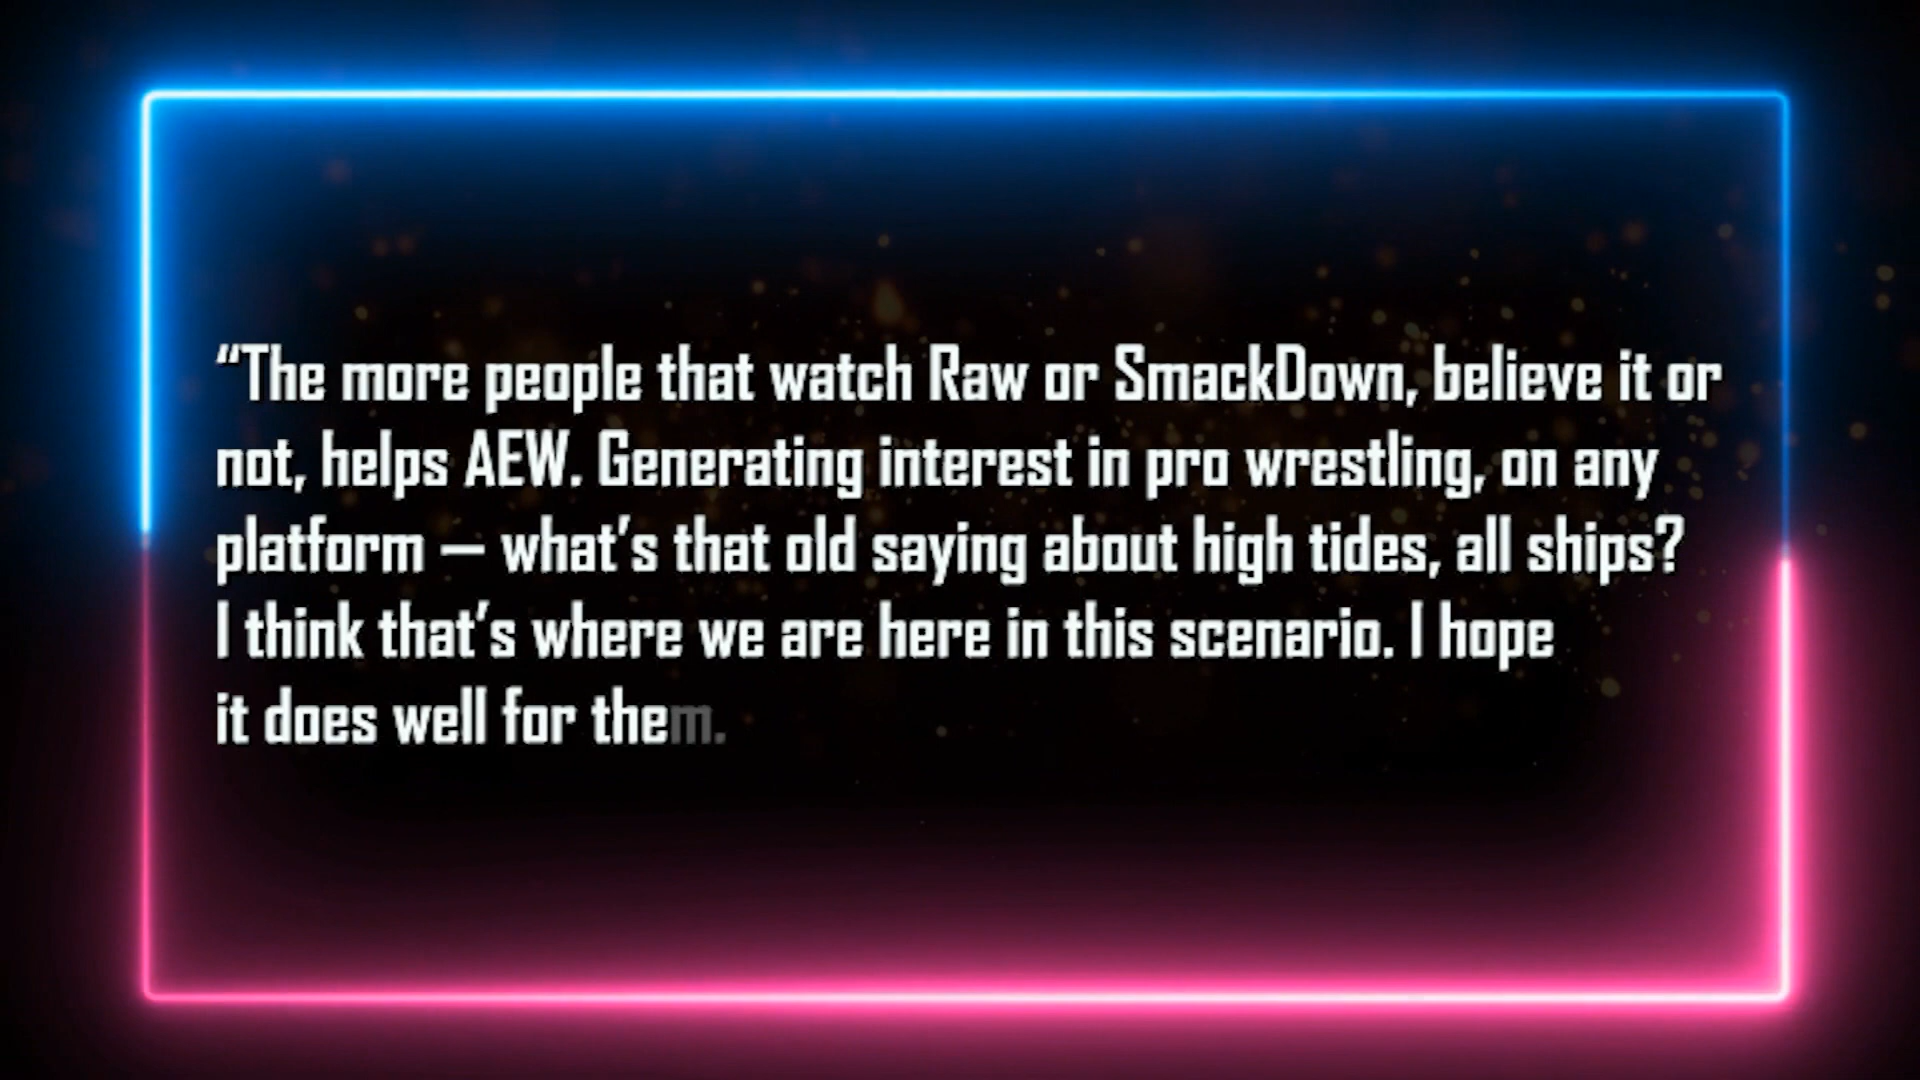 “The more people that watch Raw or SmackDown, believe it or
not, helps AEW. Generating interest in pro wrestling, on any
platform – what’s that old saying about high tides, all ships?
I think that’s where we are here in this scenario. I hope
it does well for them.